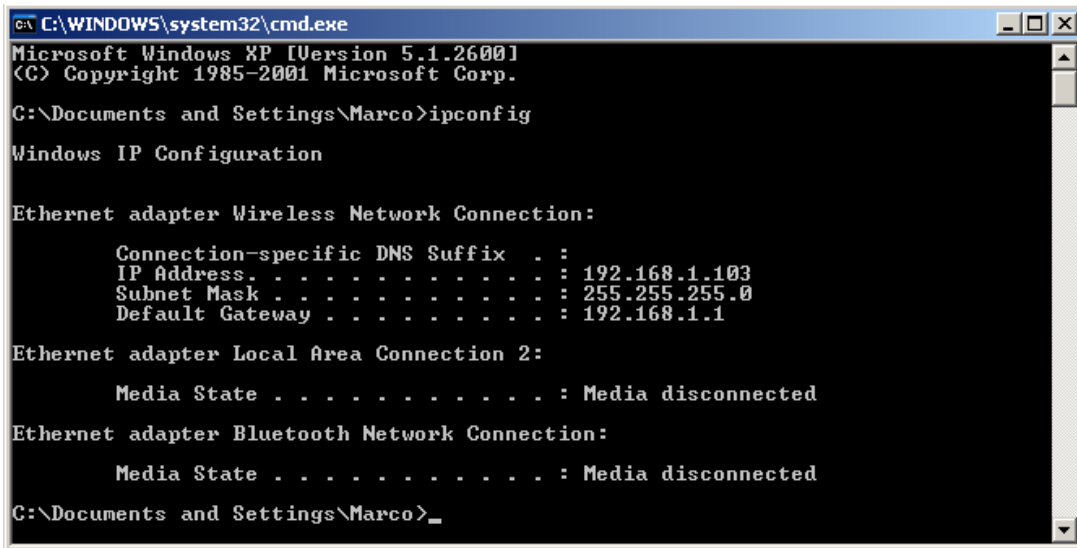 C:\WINDOWS\system32\cmd.exe
Microsoft Windows XP [Version 5.1.2600]
(C) Copyright 1985-2001 Microsoft Corp.
C:\Documents and Settings\Marco>ipconfig
Windows IP Configuration
Ethernet adapter Wireless Network Connection:
Connection-specific DNS Suffix . :
IP Address. . . . . . . . . . . . : 192.168.1.103
Subnet Mask . . . . . . . . . . . : 255.255.255.0
Default Gateway . . . . . . . . . : 192.168.1.1
Ethernet adapter Local Area Connection 2:
Media State . . . . . . . . . . . : Media disconnected
Ethernet adapter Bluetooth Network Connection:
Media State . . . . . . . . . . . : Media disconnected
C:\Documents and Settings\Marco>_